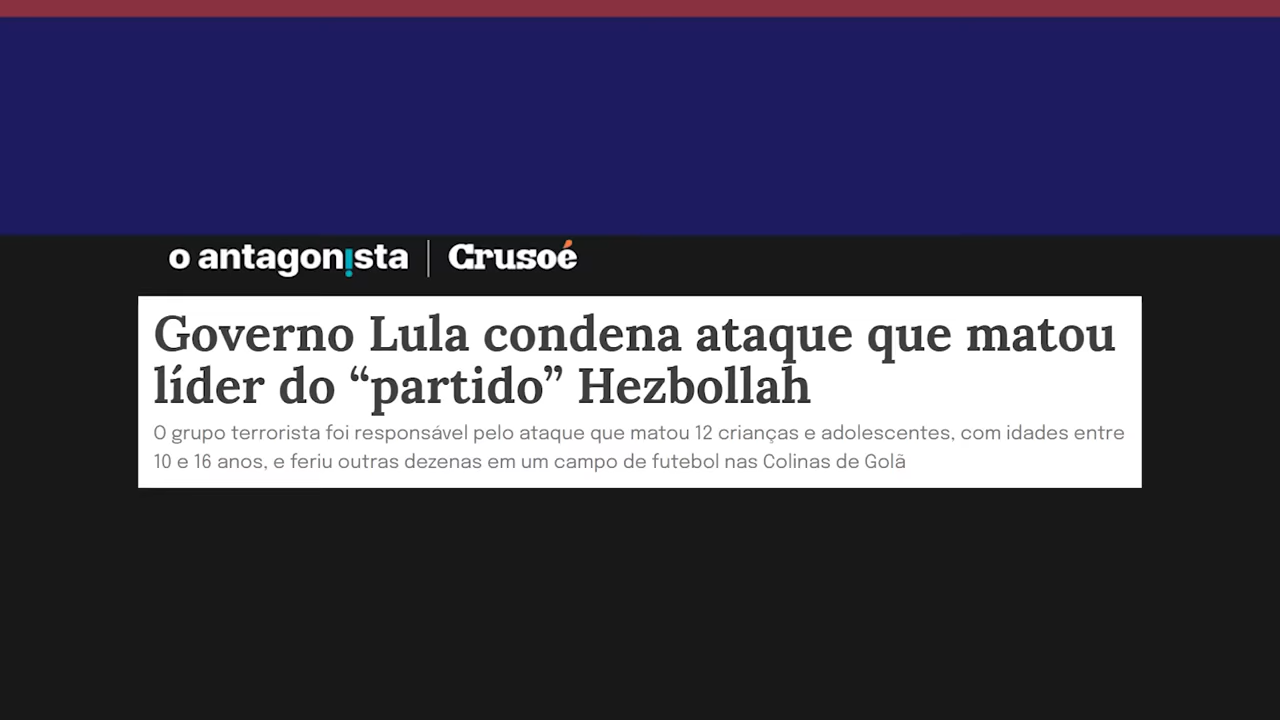 o antagonista | Crusoé
Governo Lula condena ataque que matou
líder do “partido” Hezbollah
O grupo terrorista foi responsável pelo ataque que matou 12 crianças e adolescentes, com idades entre
10 e 16 anos, e feriu outras dezenas em um campo de futebol nas Colinas de Golã